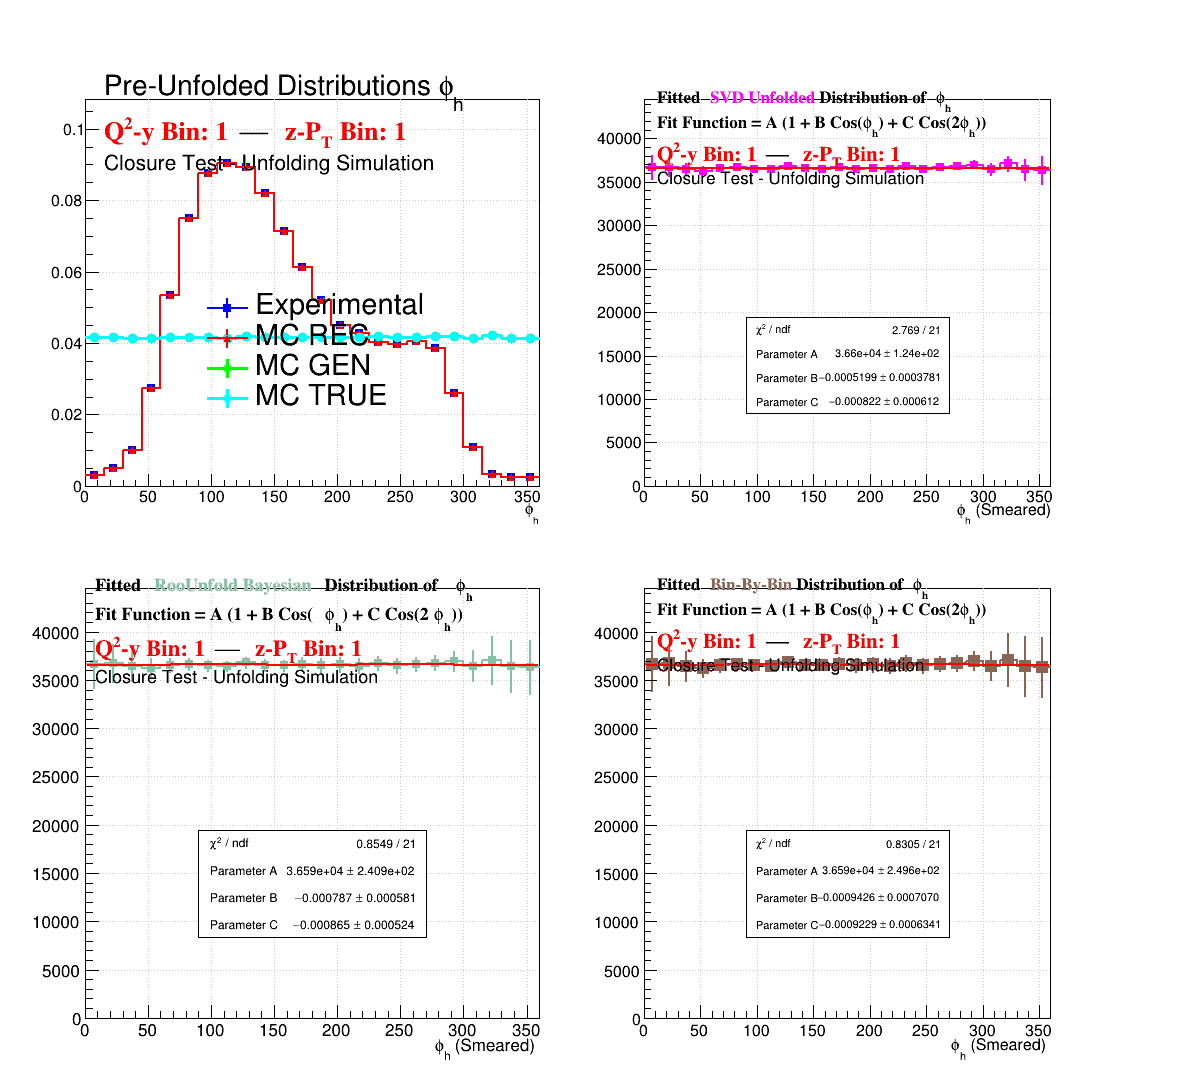 Pre-Unfolded Distributions ϕh
Q²-y Bin: 1 — z-PT Bin: 1
Closure Test - Unfolding Simulation
0.1
0.08
0.06
0.04
0.02
0
Experimental
MC REC
MC GEN
MC TRUE
0 50 100 150 200 250 300 350
ϕh
Fitted SVD Unfolded Distribution of ϕh
Fit Function = A (1 + B Cos(ϕh) + C Cos(2ϕh))
Q²-y Bin: 1 — z-PT Bin: 1
Closure Test - Unfolding Simulation
40000
35000
30000
25000
20000
15000
10000
5000
0
χ² / ndf 2.769 / 21
Parameter A 3.66e+04 ± 1.24e+02
Parameter B −0.0005199 ± 0.0003781
Parameter C −0.000822 ± 0.000612
0 50 100 150 200 250 300 350
ϕh (Smeared)
Fitted RooUnfold Bayesian Distribution of ϕh
Fit Function = A (1 + B Cos( ϕh) + C Cos(2 ϕh))
Q²-y Bin: 1 — z-PT Bin: 1
Closure Test - Unfolding Simulation
40000
35000
30000
25000
20000
15000
10000
5000
0
χ² / ndf 0.8549 / 21
Parameter A 3.659e+04 ± 2.409e+02
Parameter B −0.000787 ± 0.000581
Parameter C −0.000865 ± 0.000524
0 50 100 150 200 250 300 350
ϕh (Smeared)
Fitted Bin-By-Bin Distribution of ϕh
Fit Function = A (1 + B Cos(ϕh) + C Cos(2ϕh))
Q²-y Bin: 1 — z-PT Bin: 1
Closure Test - Unfolding Simulation
40000
35000
30000
25000
20000
15000
10000
5000
0
χ² / ndf 0.8305 / 21
Parameter A 3.659e+04 ± 2.496e+02
Parameter B −0.0009426 ± 0.0007070
Parameter C −0.0009229 ± 0.0006341
0 50 100 150 200 250 300 350
ϕh (Smeared)